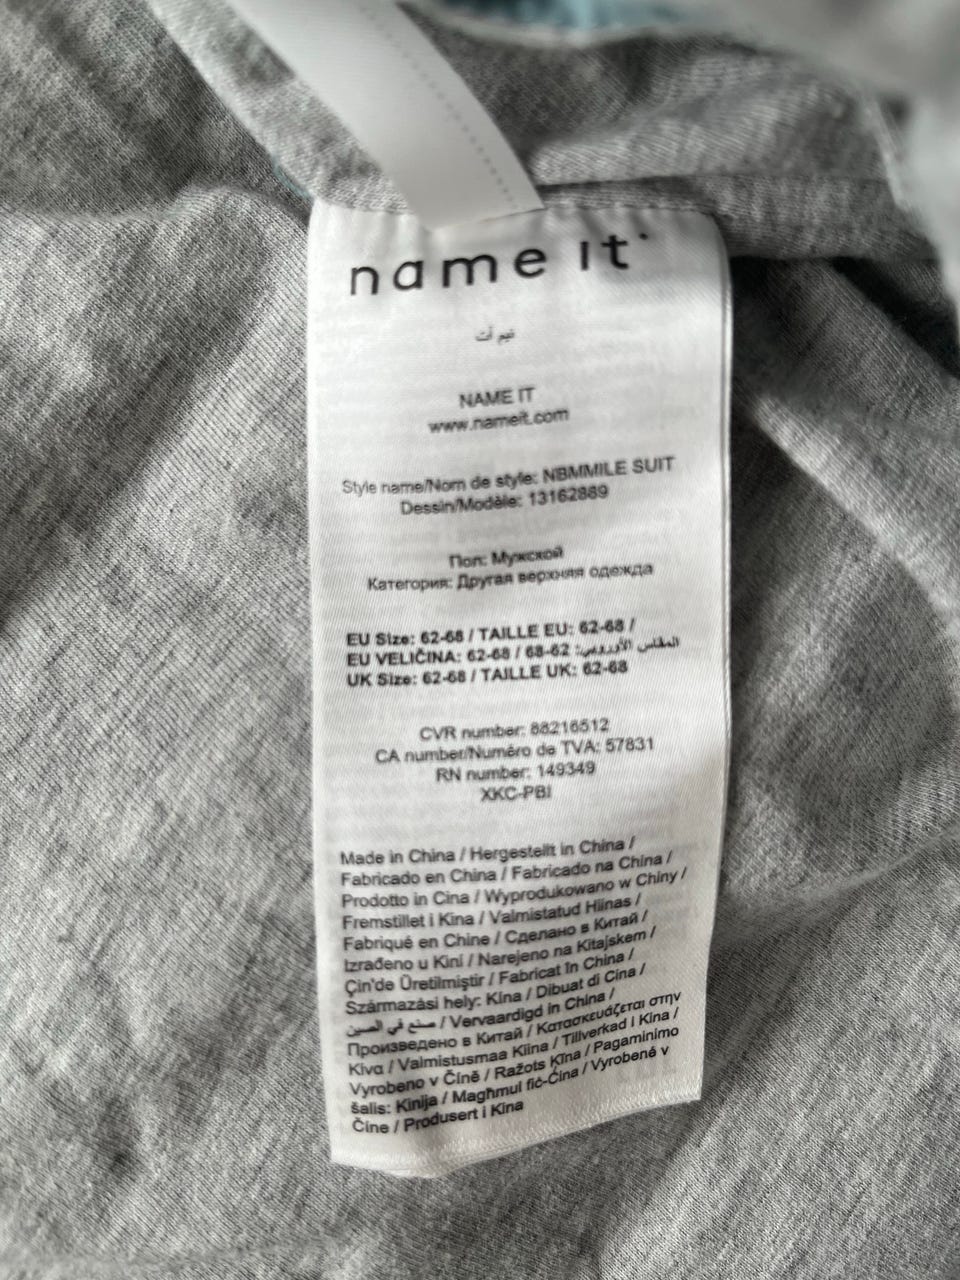 name it
نيم أت
NAME IT
www.nameit.com
Style name/Nom de style: NBMMILE SUIT
Dessin/Modèle: 13162889
Пол: Мужской
Категория: Другая верхняя одежда
EU Size: 62-68 / TAILLE EU: 62-68 /
EU VELIČINA: 62-68 / 68-62 :المقاس الأوروبي
UK Size: 62-68 / TAILLE UK: 62-68
CVR number: 88216512
CA number/Numéro de TVA: 57831
RN number: 149349
XKC-PBI
Made in China / Hergestellt in China /
Fabricado en China / Fabricado na China /
Prodotto in Cina / Wyprodukowano w Chiny /
Fremstillet i Kina / Valmistatud Hiinas /
Fabriqué en Chine / Сделано в Китай /
Izrađeno u Kini / Narejeno na Kitajskem /
Çin'de Üretilmiştir / Fabricat în China /
Származási hely: Kína / Dibuat di Cina /
صنع في الصين / Vervaardigd in China /
Произведено в Китай / Κατασκευάζεται στην
Κίνα / Valmistusmaa Kiina / Tillverkad i Kina /
Vyrobeno v Číně / Ražots Ķīna / Pagaminimo
šalis: Kinija / Magħmul fiċ-Ċina / Vyrobené v
Číne / Produsert i Kina